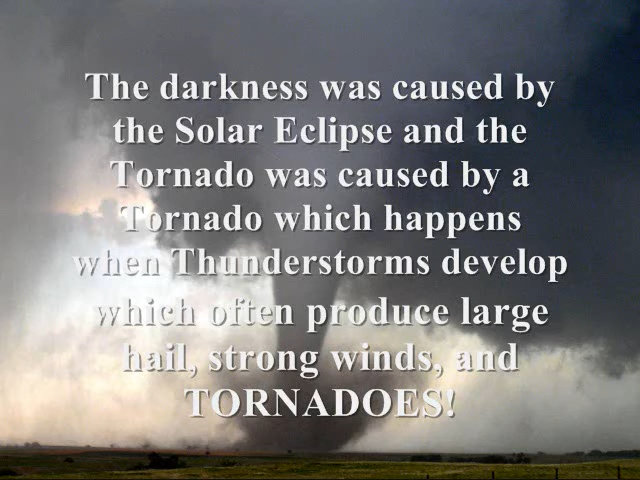 The darkness was caused by
the Solar Eclipse and the
Tornado was caused by a
Tornado which happens
when Thunderstorms develop
which often produce large
hail, strong winds, and
TORNADOES!